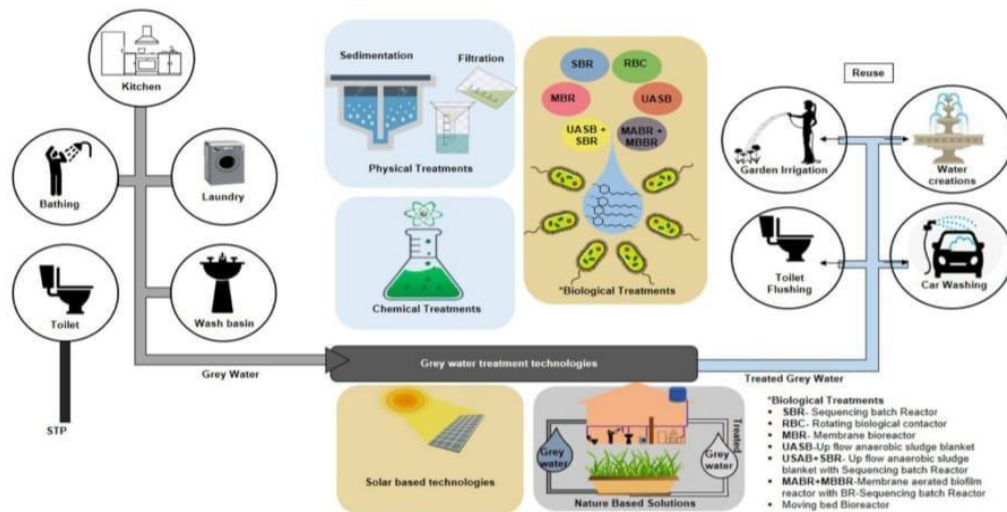 Kitchen
Bathing
Laundry
Toilet
Wash basin
STP
Grey Water
Sedimentation
Filtration
Physical Treatments
Chemical Treatments
SBR
RBC
MBR
UASB
UASB +
SBR
MABR +
MBBR
*Biological Treatments
Grey water treatment technologies
Solar based technologies
Grey
water
Treated
Grey
water
Nature Based Solutions
Reuse
Garden Irrigation
Water
creations
Toilet
Flushing
Car Washing
Treated Grey Water
*Biological Treatments
▪ SBR- Sequencing batch Reactor
▪ RBC- Rotating biological contactor
▪ MBR- Membrane bioreactor
▪ UASB-Up flow anaerobic sludge blanket
▪ USAB+SBR- Up flow anaerobic sludge
blanket with Sequencing batch Reactor
▪ MABR+MBBR-Membrane aerated biofilm
reactor with BR-Sequencing batch Reactor
▪ Moving bed Bioreactor